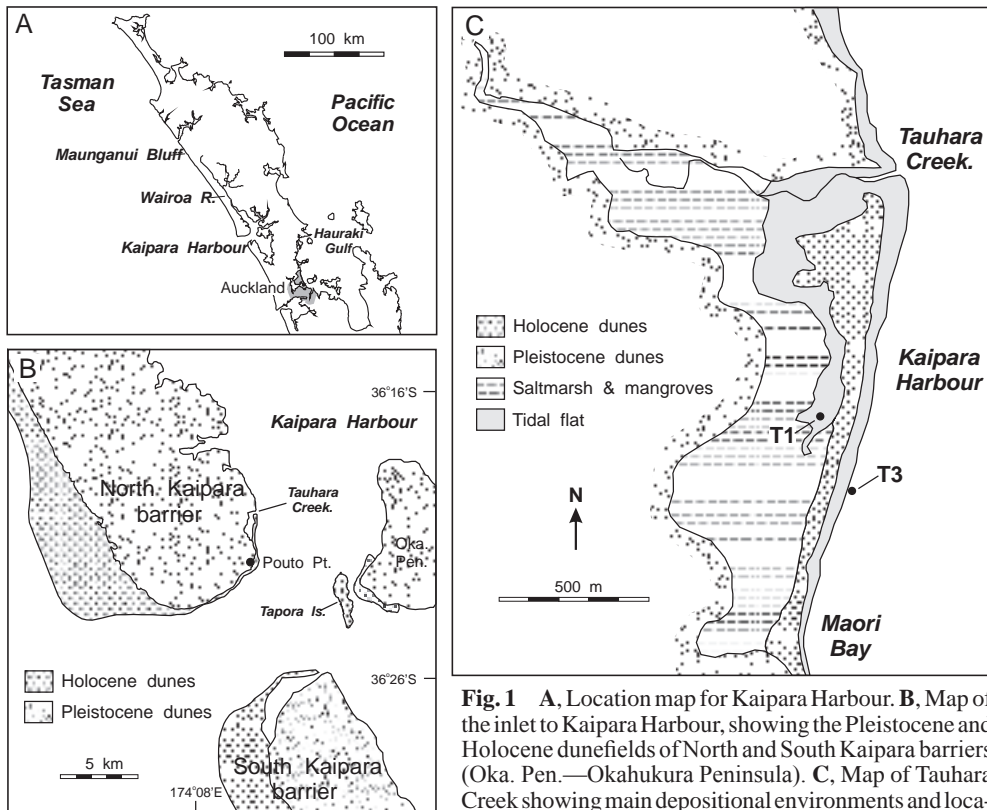 A
100 km
Tasman
Sea
Pacific
Ocean
Maunganui Bluff
Wairoa R.
Kaipara Harbour
Hauraki
Gulf
Auckland
B
36°16'S
Kaipara Harbour
North Kaipara
barrier
Tauhara
Creek.
Oka.
Pen.
Pouto Pt.
Tapora Is.
Holocene dunes
Pleistocene dunes
36°26'S
5 km
South Kaipara
barrier
174°08'E
C
Tauhara
Creek.
Holocene dunes
Pleistocene dunes
Saltmarsh & mangroves
Tidal flat
Kaipara
Harbour
T1
T3
N
500 m
Maori
Bay
Fig. 1 A, Location map for Kaipara Harbour. B, Map of
the inlet to Kaipara Harbour, showing the Pleistocene and
Holocene dunefields of North and South Kaipara barriers
(Oka. Pen.—Okahukura Peninsula). C, Map of Tauhara
Creek showing main depositional environments and loca-